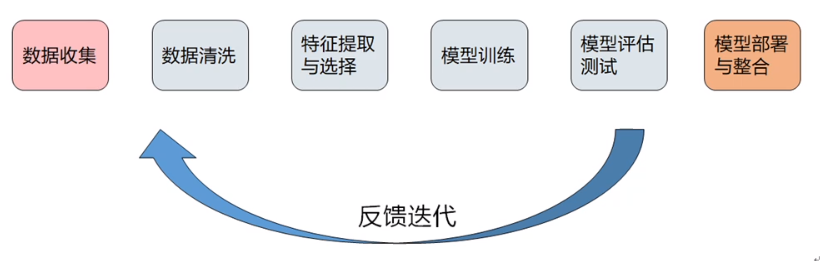 数据收集
数据清洗
特征提取
与选择
模型训练
模型评估
测试
模型部署
与整合
反馈迭代